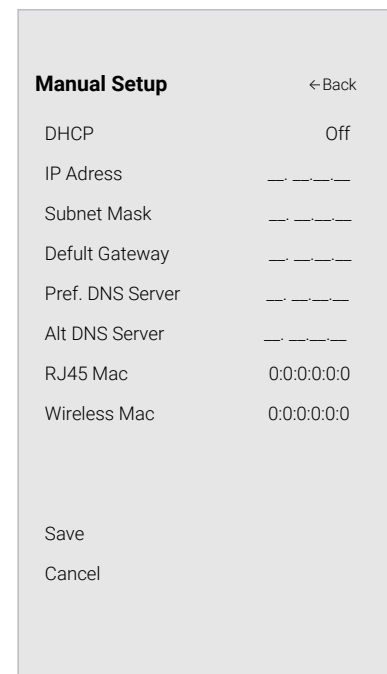 Manual Setup ←Back
DHCP Off
IP Adress __. __.__.__
Subnet Mask __. __.__.__
Defult Gateway __. __.__.__
Pref. DNS Server __. __.__.__
Alt DNS Server __. __.__.__
RJ45 Mac 0:0:0:0:0:0
Wireless Mac 0:0:0:0:0:0
Save
Cancel